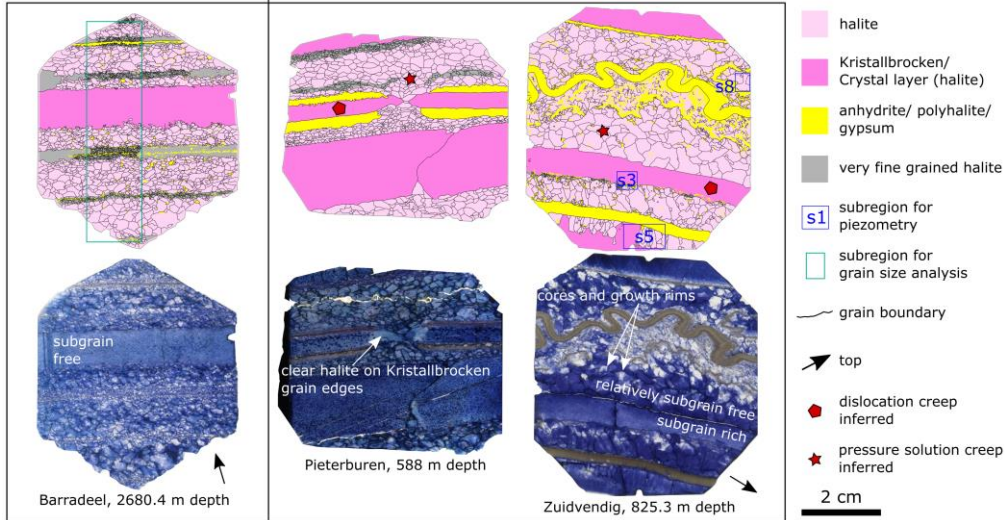 s8
s3
s5
subgrain
free
clear halite on Kristallbrocken
grain edges
cores and growth rims
relatively subgrain free
subgrain rich
Barradeel, 2680.4 m depth
Pieterburen, 588 m depth
Zuidvendig, 825.3 m depth
halite
Kristallbrocken/
Crystal layer (halite)
anhydrite/ polyhalite/
gypsum
very fine grained halite
s1
subregion for
piezometry
subregion for
grain size analysis
grain boundary
top
dislocation creep
inferred
pressure solution creep
inferred
2 cm